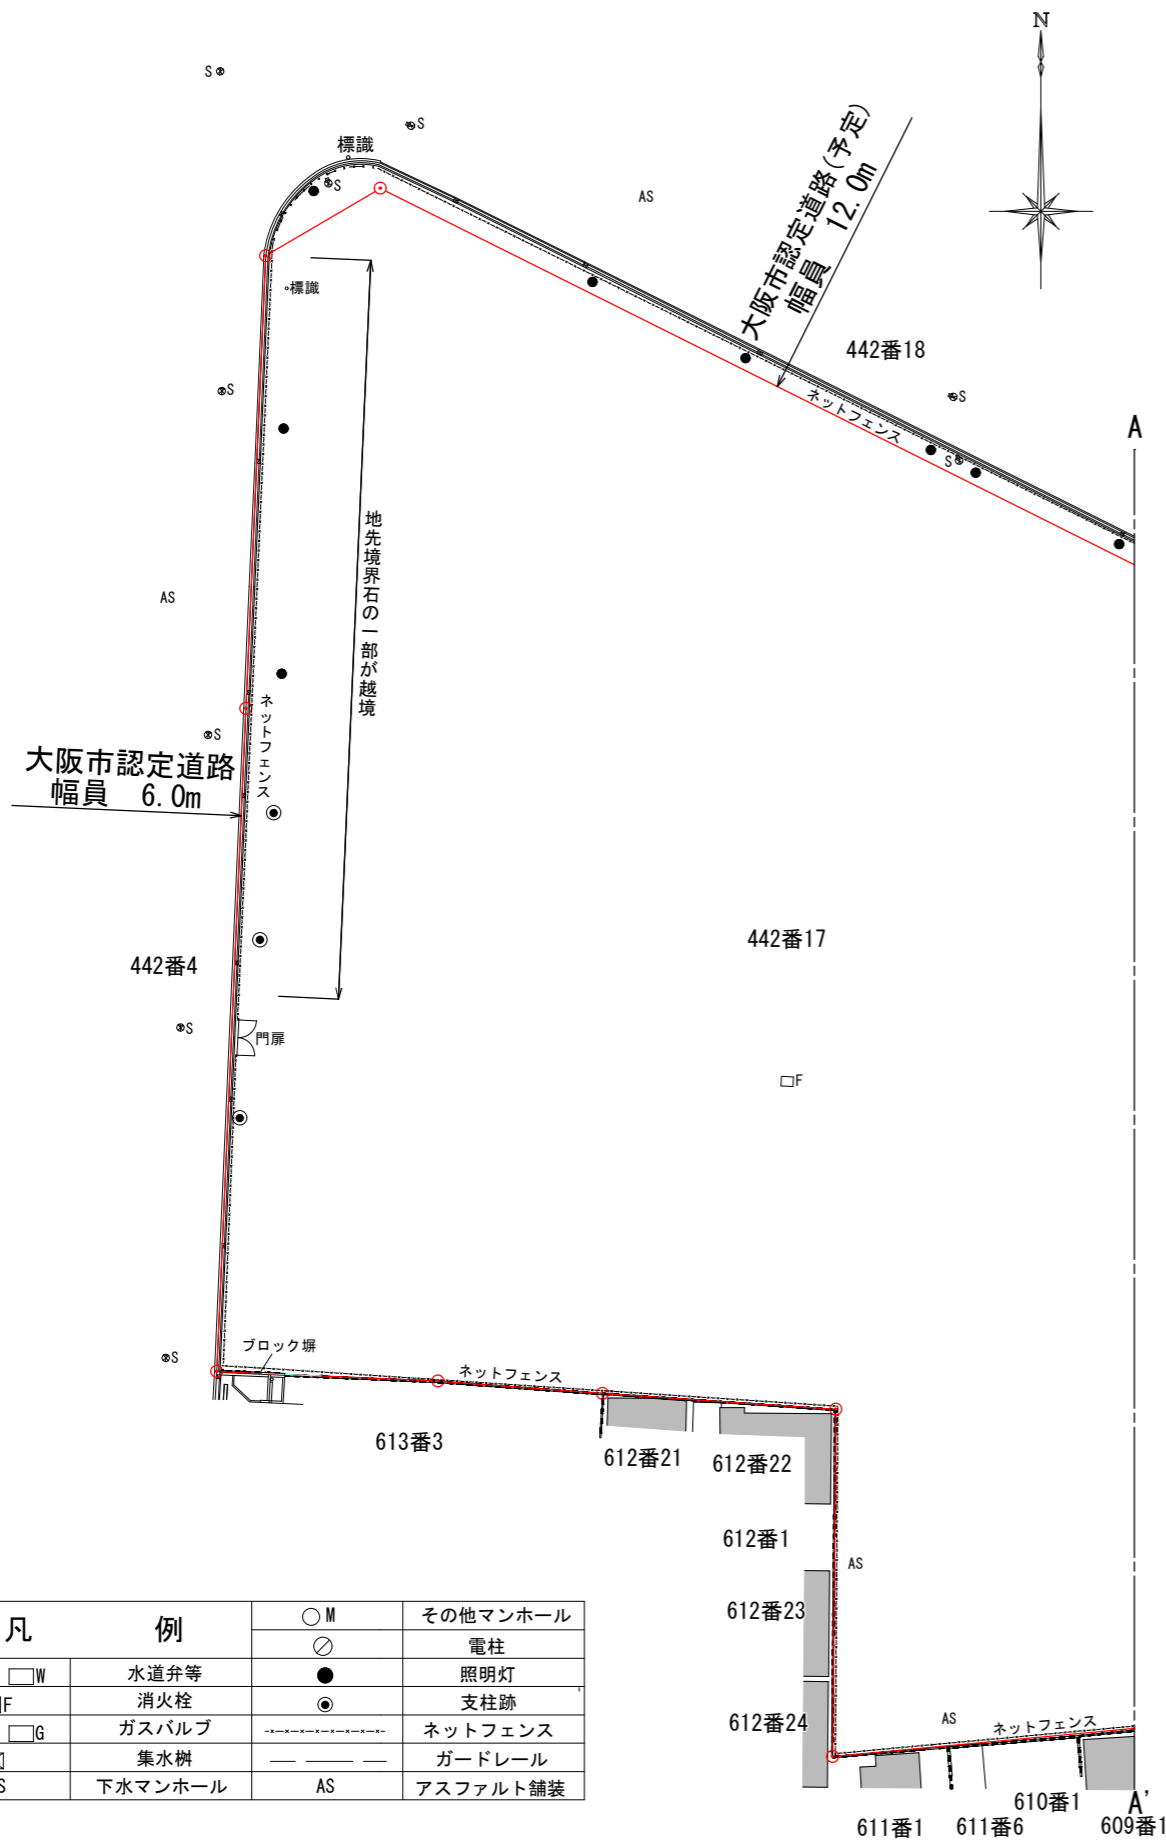 N
S
S
標識
S
AS
大阪市認定道路(予定)
幅員 12.0m
標識
442番18
S
S
ネットフェンス
A
S
地先境界石の一部が越境
AS
ネットフェンス
S
大阪市認定道路
幅員 6.0m
442番17
442番4
S
門扉
F
S
ブロック塀
ネットフェンス
613番3
612番21
612番22
612番1
AS
612番23
612番24
AS
ネットフェンス
610番1
A'
611番1
611番6
609番1
凡 例
M その他マンホール
電柱
W 水道弁等
照明灯
F 消火栓
支柱跡
G ガスバルブ
ネットフェンス
集水桝
ガードレール
S 下水マンホール
AS アスファルト舗装